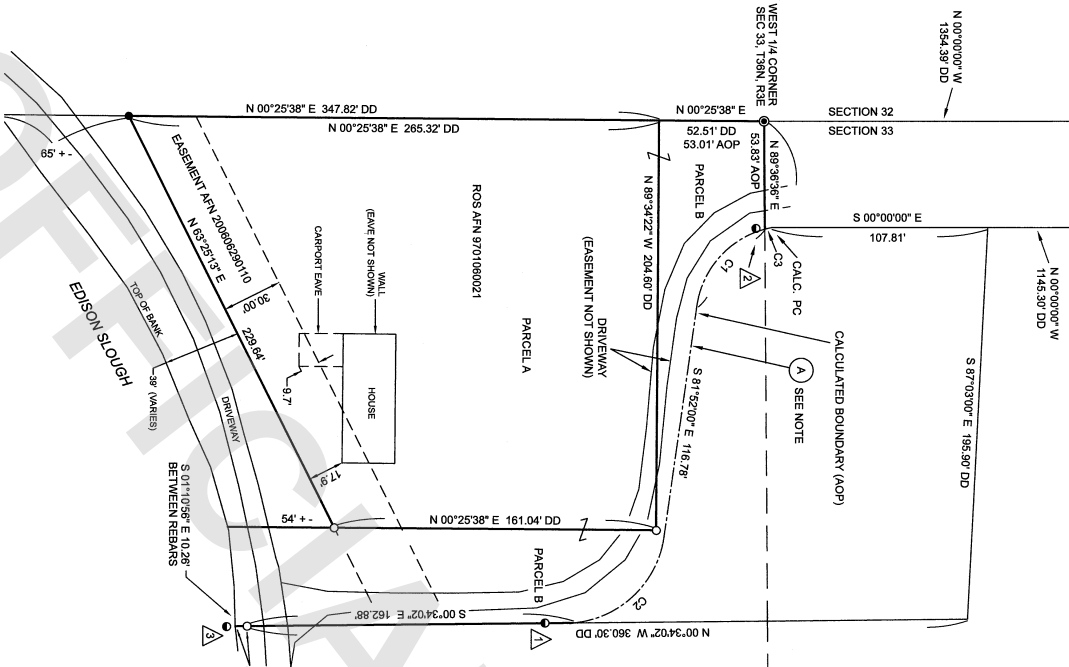 N 00°00'00" W
1354.39' DD
WEST 1/4 CORNER
SEC 33, T36N, R3E
SECTION 32
SECTION 33
N 00°00'00" W
1145.30' DD
N 00°25'38" E 347.82' DD
N 00°25'38" E 265.32' DD
N 00°25'38" E
52.51' DD
53.01' AOP
N 89°36'36" E
53.83' AOP
S 00°00'00" E
107.81'
PARCEL B
C1
C3
CALC. PC
2
65' + -
EASEMENT AFN 200606290110
N 63°25'13" E
229.64'
30.00'
ROS AFN 9701060021
N 89°34'22" W 204.60' DD
DRIVEWAY
(EASEMENT NOT SHOWN)
PARCEL A
CALCULATED BOUNDARY (AOP)
A SEE NOTE
S 81°52'00" E 116.78'
S 87°03'00" E 195.90' DD
WALL
(EAVE NOT SHOWN)
CARPORT EAVE
HOUSE
9.7'
17.9'
TOP OF BANK
EDISON SLOUGH
39' (VARIES)
DRIVEWAY
S 01°10'56" E 10.26'
BETWEEN REBARS
54' + -
N 00°25'38" E 161.04' DD
PARCEL B
C2
S 00°34'02" E 162.88'
N 00°34'02" W 360.30' DD
1
3
OFFICIA